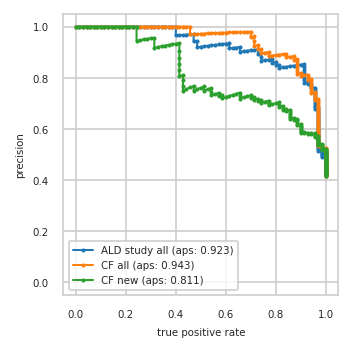 1.0
0.8
0.6
0.4
0.2
0.0
precision
ALD study all (aps: 0.923)
CF all (aps: 0.943)
CF new (aps: 0.811)
0.0 0.2 0.4 0.6 0.8 1.0
true positive rate